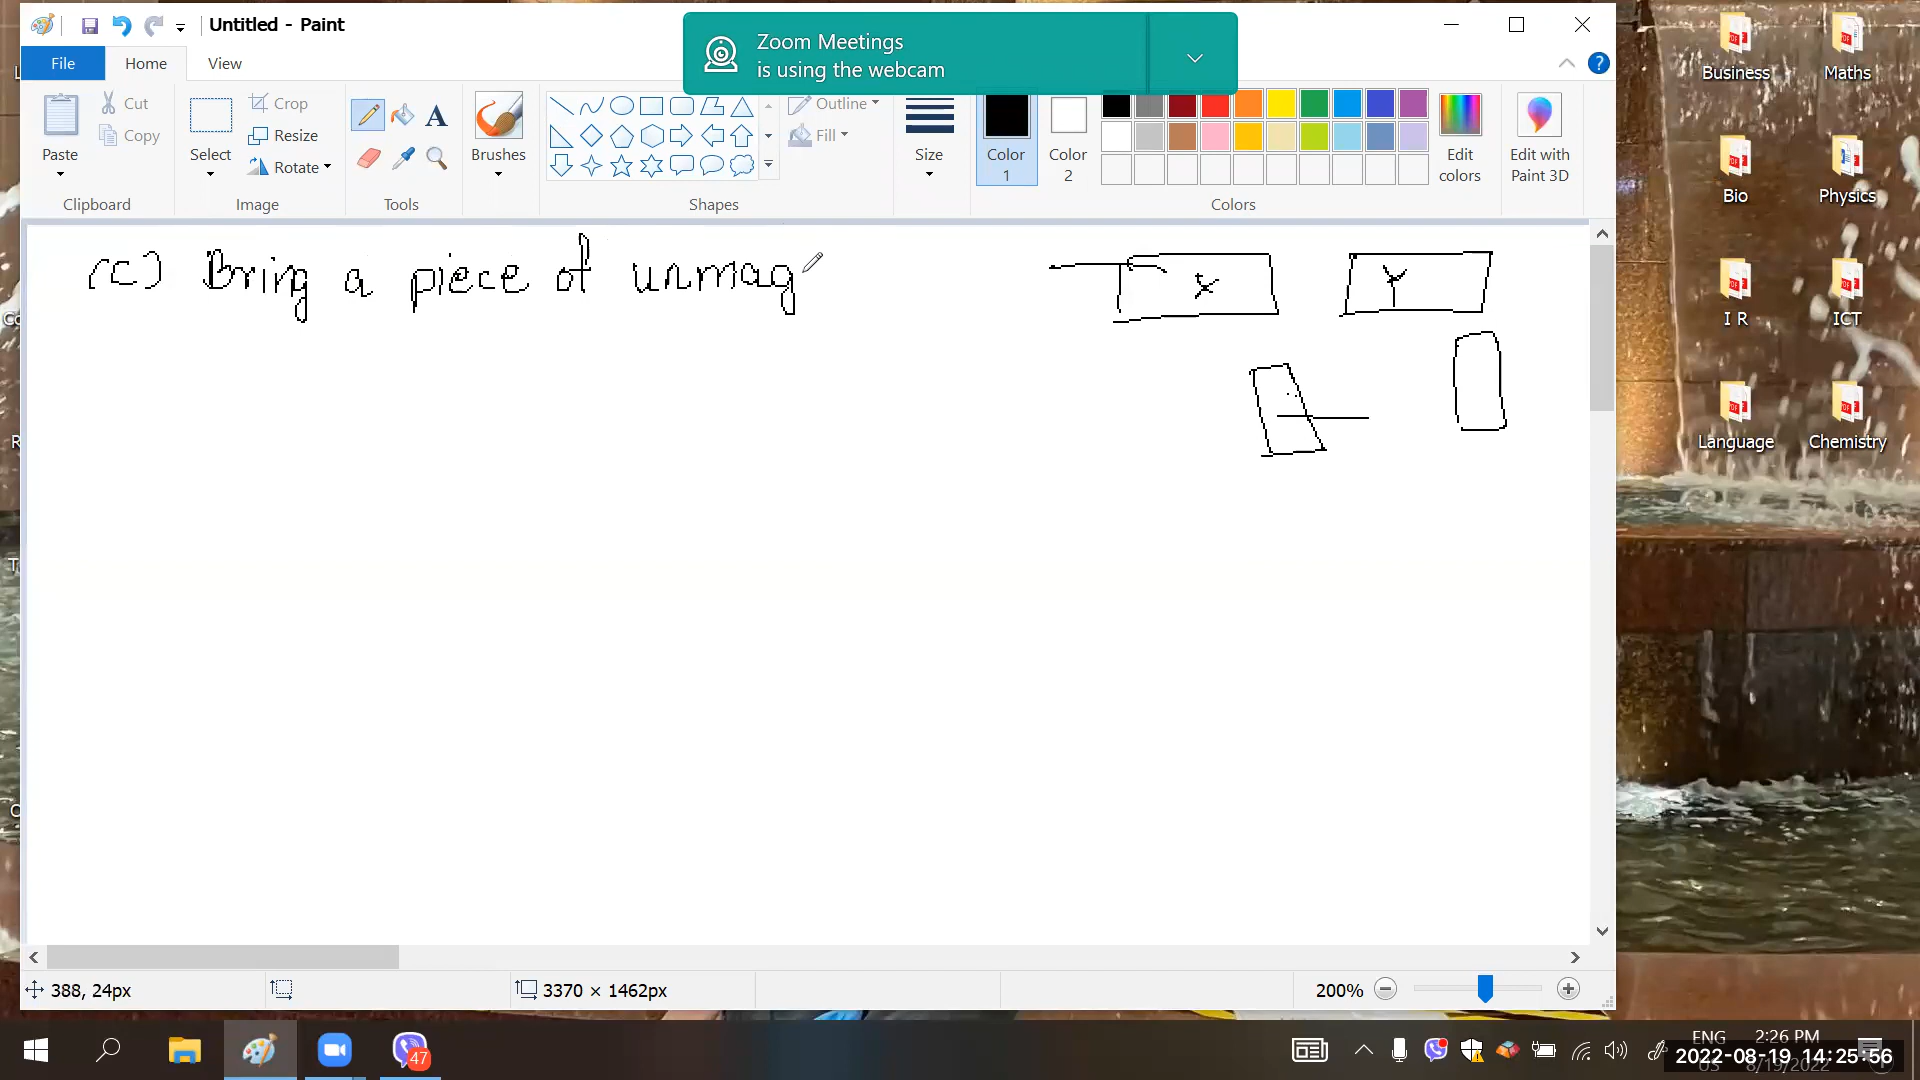 Untitled - Paint
Zoom Meetings
is using the webcam
File
Home
View
Paste
Cut
Copy
Clipboard
Select
Crop
Resize
Rotate
Image
Tools
Brushes
Shapes
Outline
Fill
Size
Color
1
Color
2
Colors
Edit
colors
Edit with
Paint 3D
(c) Bring a piece of unmag
X
Y
388, 24px
3370 × 1462px
200%
Business
Maths
Bio
Physics
I R
ICT
Language
Chemistry
47
ENG
2:26 PM
8/19/2022
2022-08-19 14:25:56